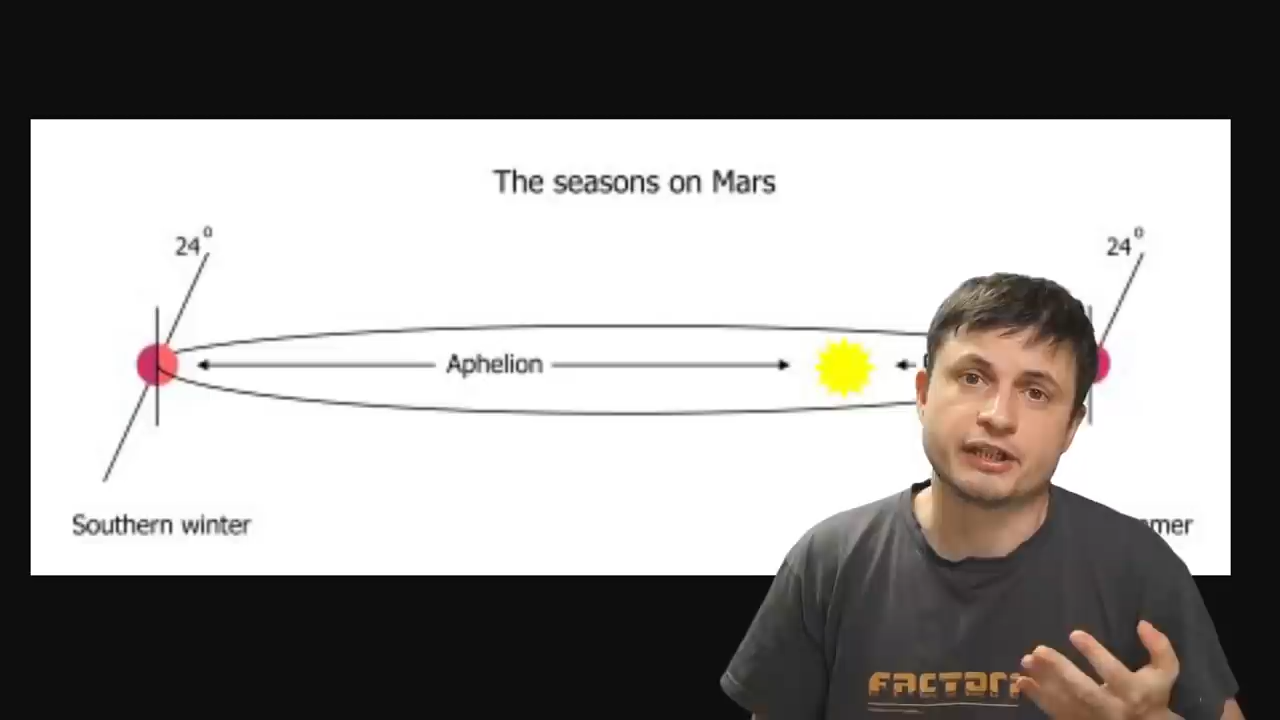 The seasons on Mars
24°
24°
Aphelion
Southern winter